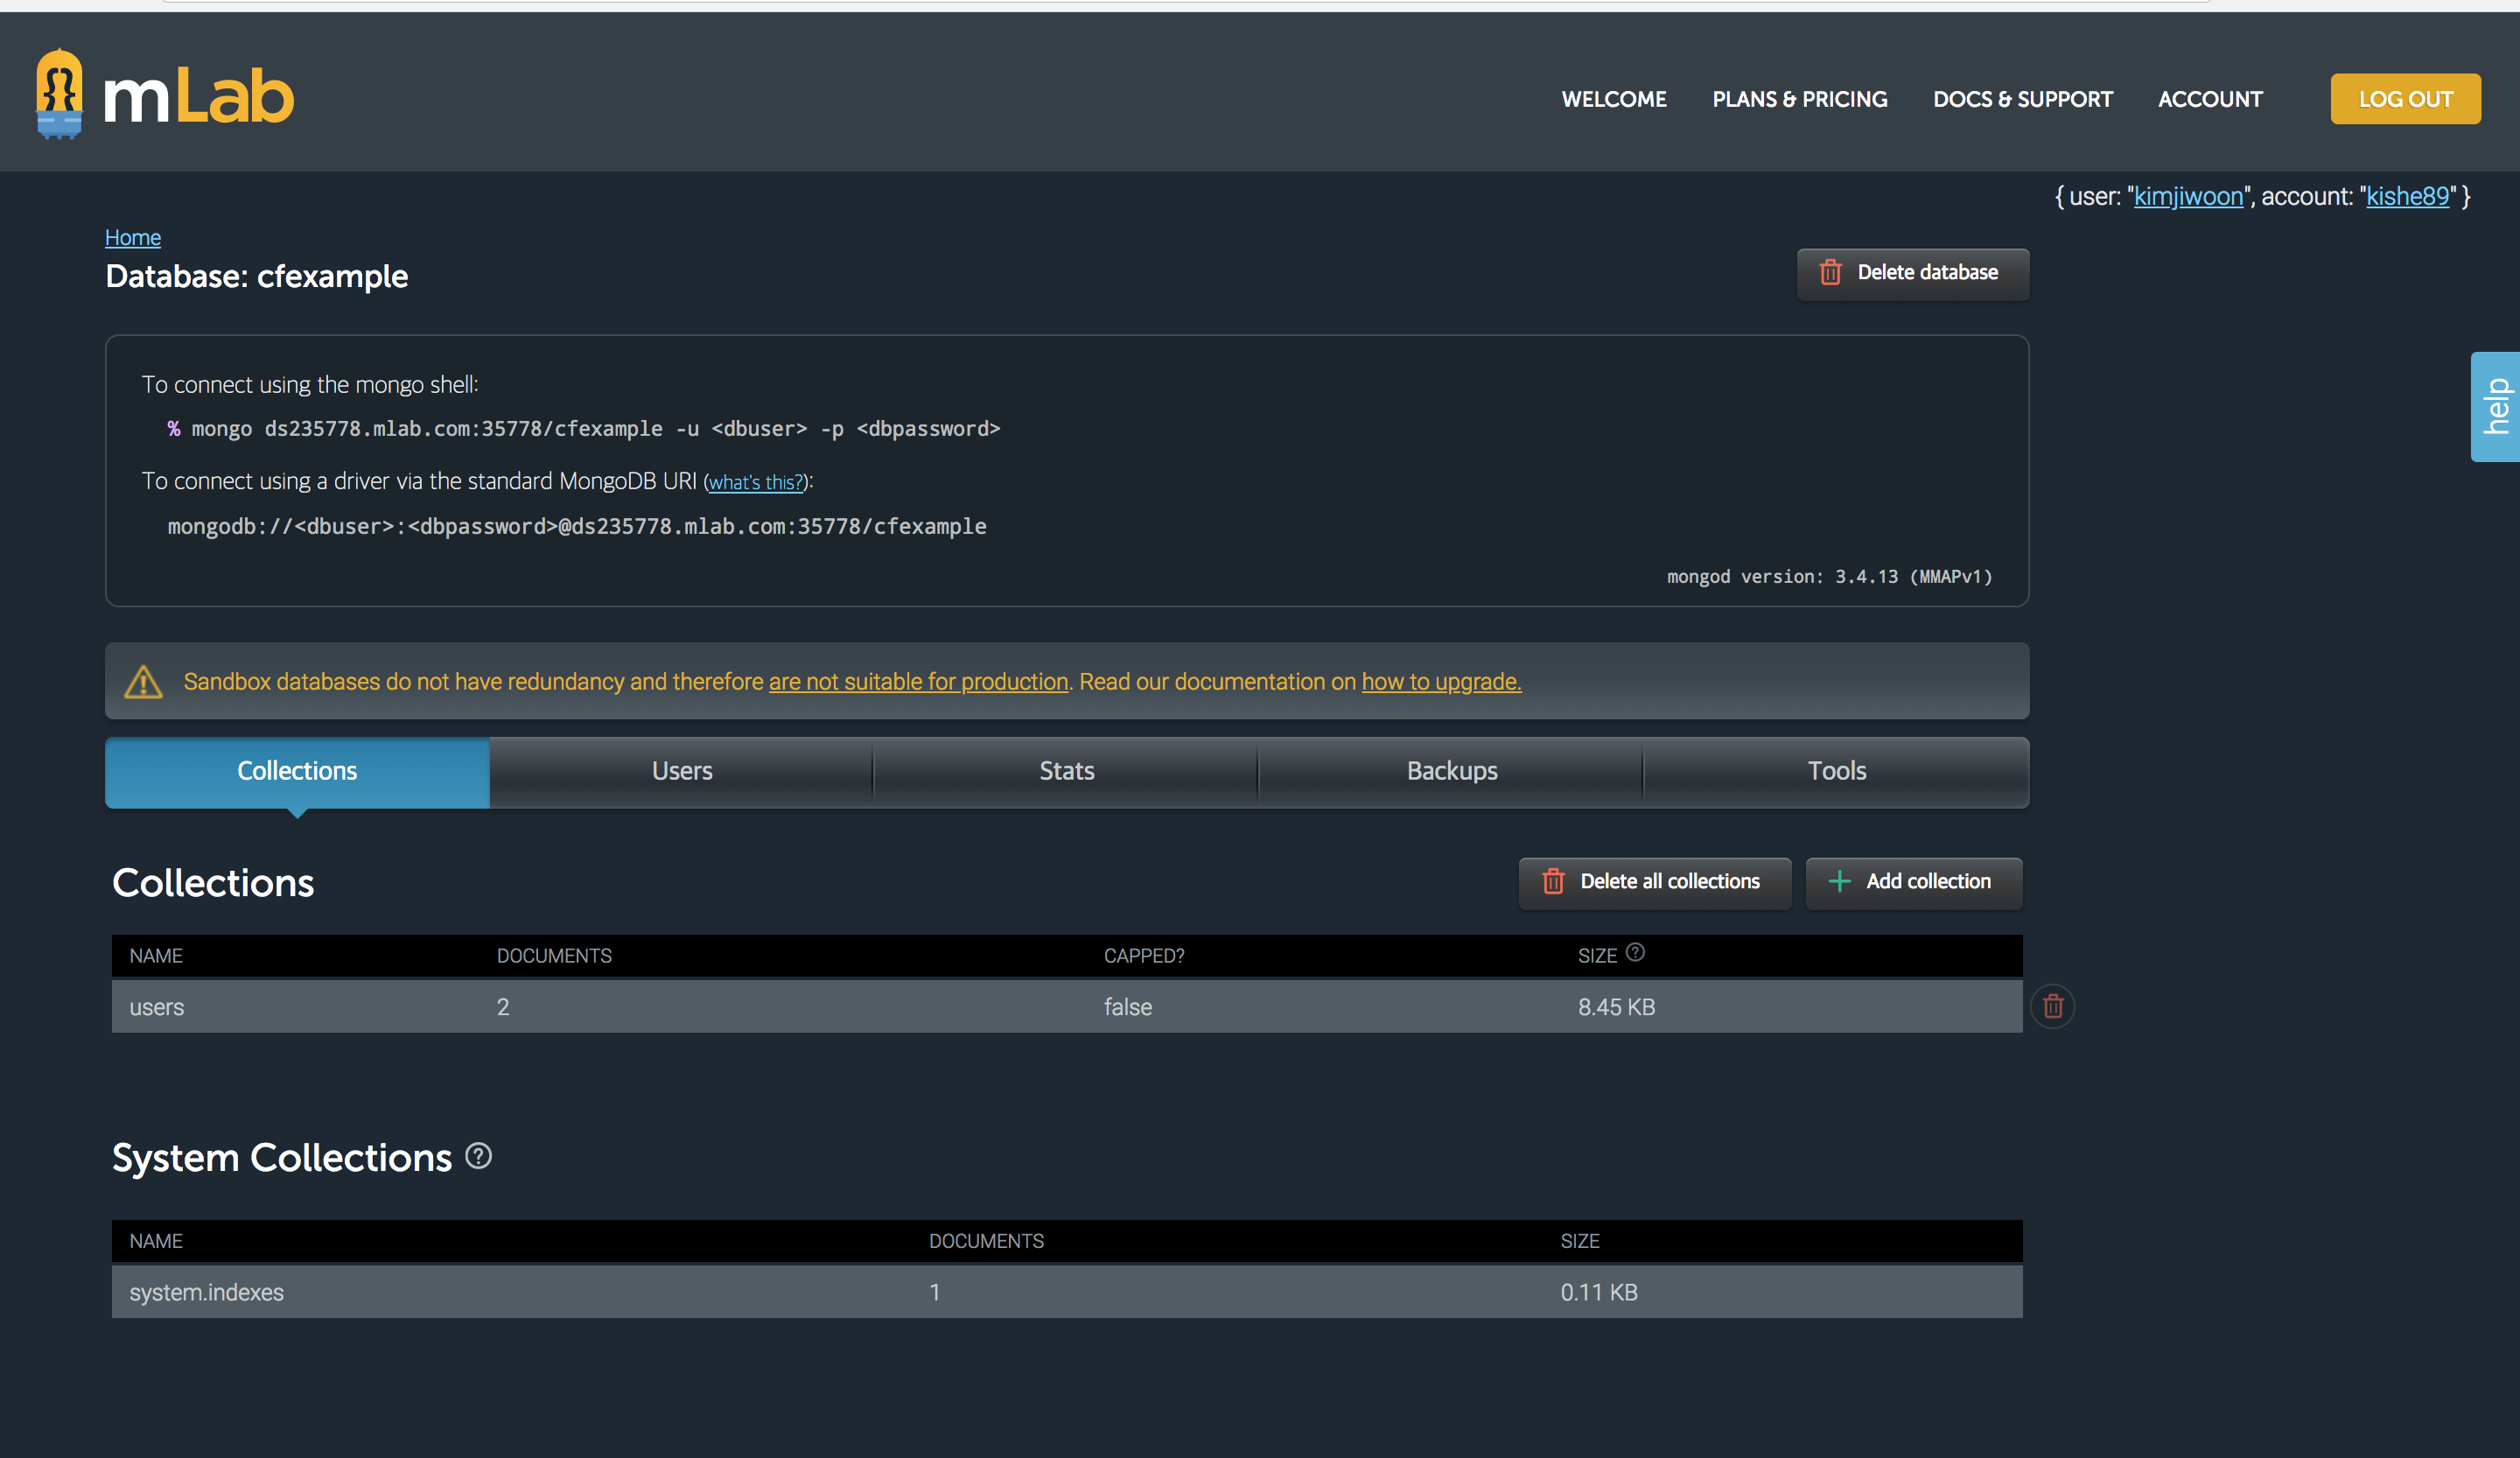 mLab
WELCOME PLANS & PRICING DOCS & SUPPORT ACCOUNT LOG OUT
{ user: "kimjiwoon", account: "kishe89" }
Home
Database: cfexample
Delete database
help
To connect using the mongo shell:
% mongo ds235778.mlab.com:35778/cfexample -u <dbuser> -p <dbpassword>
To connect using a driver via the standard MongoDB URI (what's this?):
mongodb://<dbuser>:<dbpassword>@ds235778.mlab.com:35778/cfexample
mongod version: 3.4.13 (MMAPv1)
Sandbox databases do not have redundancy and therefore are not suitable for production. Read our documentation on how to upgrade.
Collections Users Stats Backups Tools
Collections
Delete all collections Add collection
NAME DOCUMENTS CAPPED? SIZE ?
users 2 false 8.45 KB
System Collections ?
NAME DOCUMENTS SIZE
system.indexes 1 0.11 KB